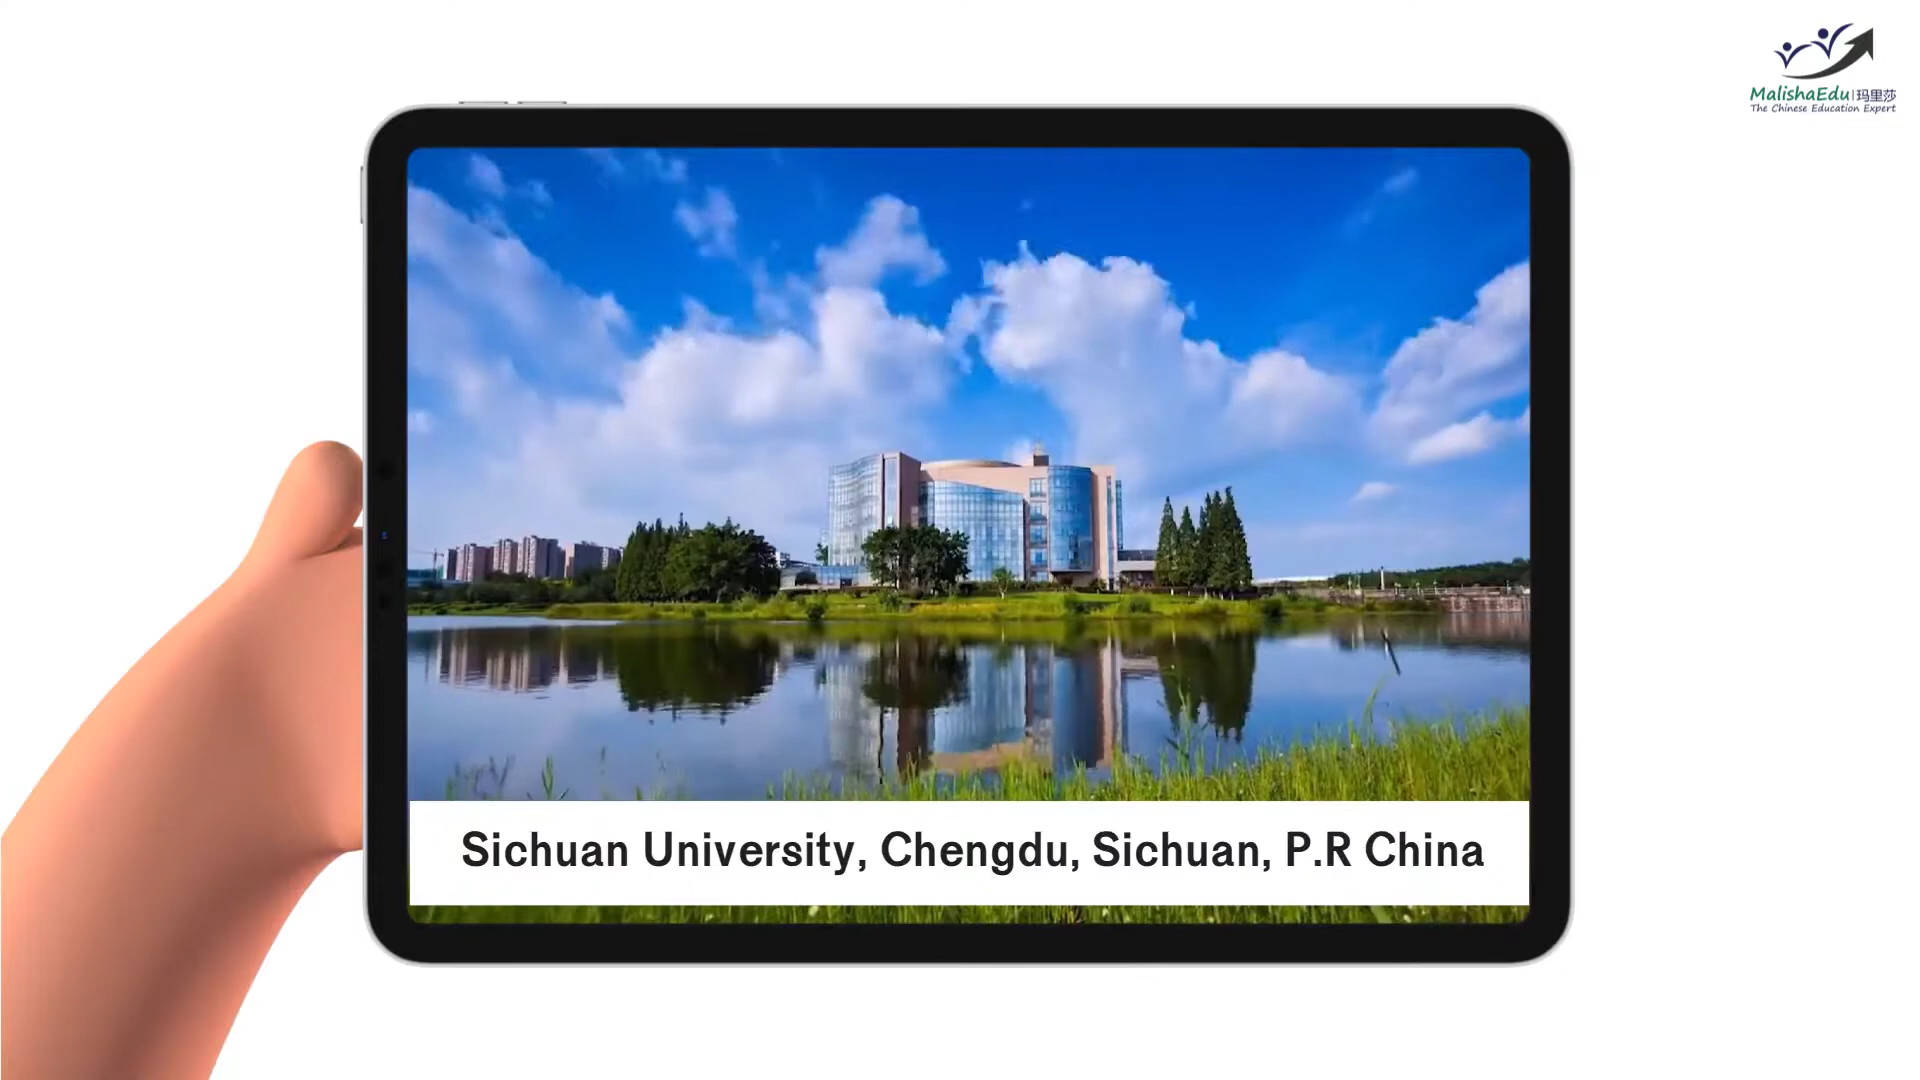 MalishaEdu|玛里莎
The Chinese Education Expert
Sichuan University, Chengdu, Sichuan, P.R China